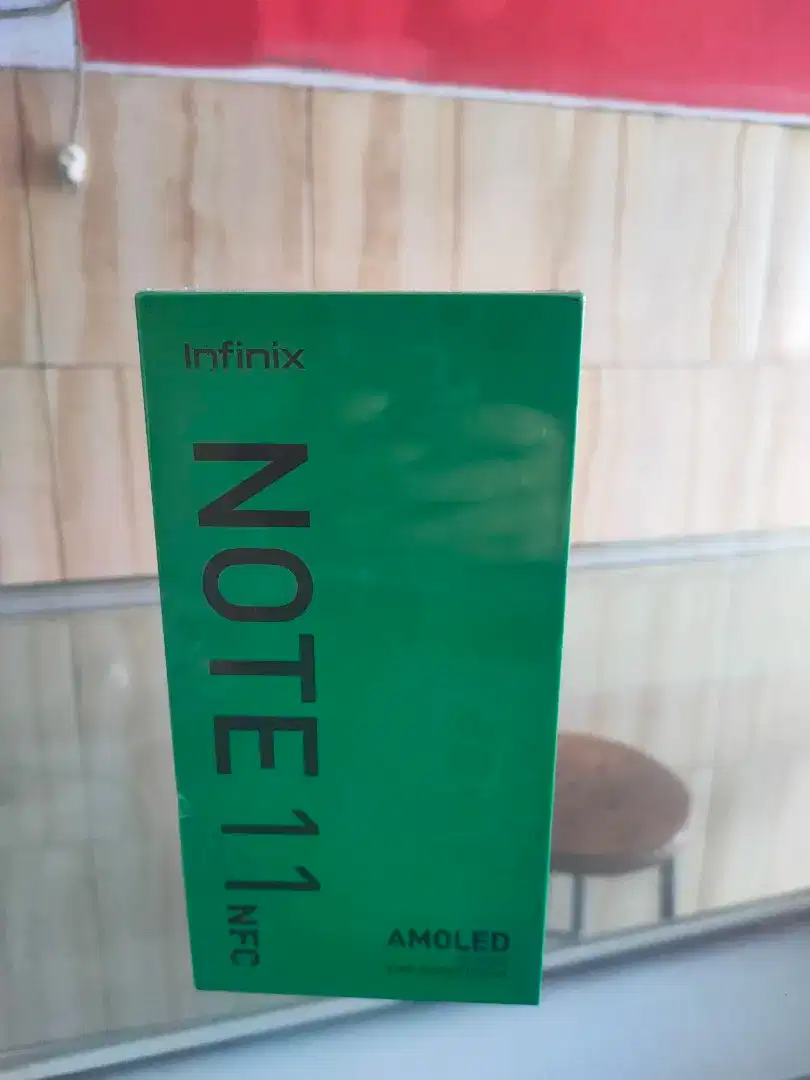 Infinix
NOTE 11 NFC
AMOLED